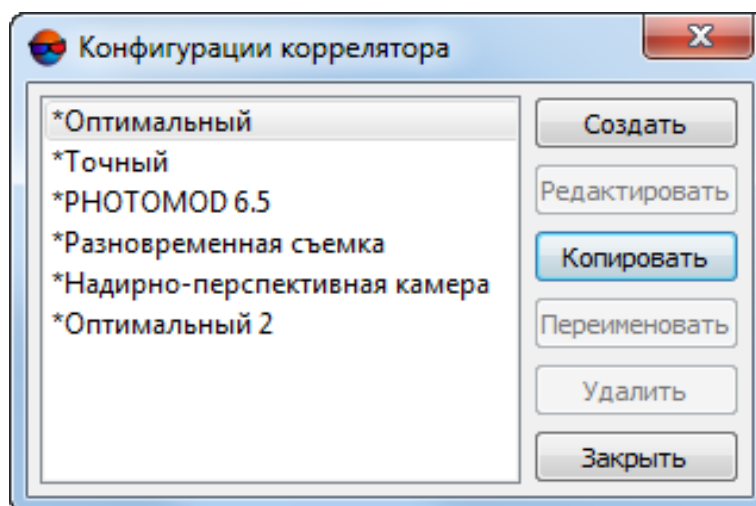 Конфигурации коррелятора
*Оптимальный
*Точный
*PHOTOMOD 6.5
*Разновременная съемка
*Надирно-перспективная камера
*Оптимальный 2
Создать
Редактировать
Копировать
Переименовать
Удалить
Закрыть